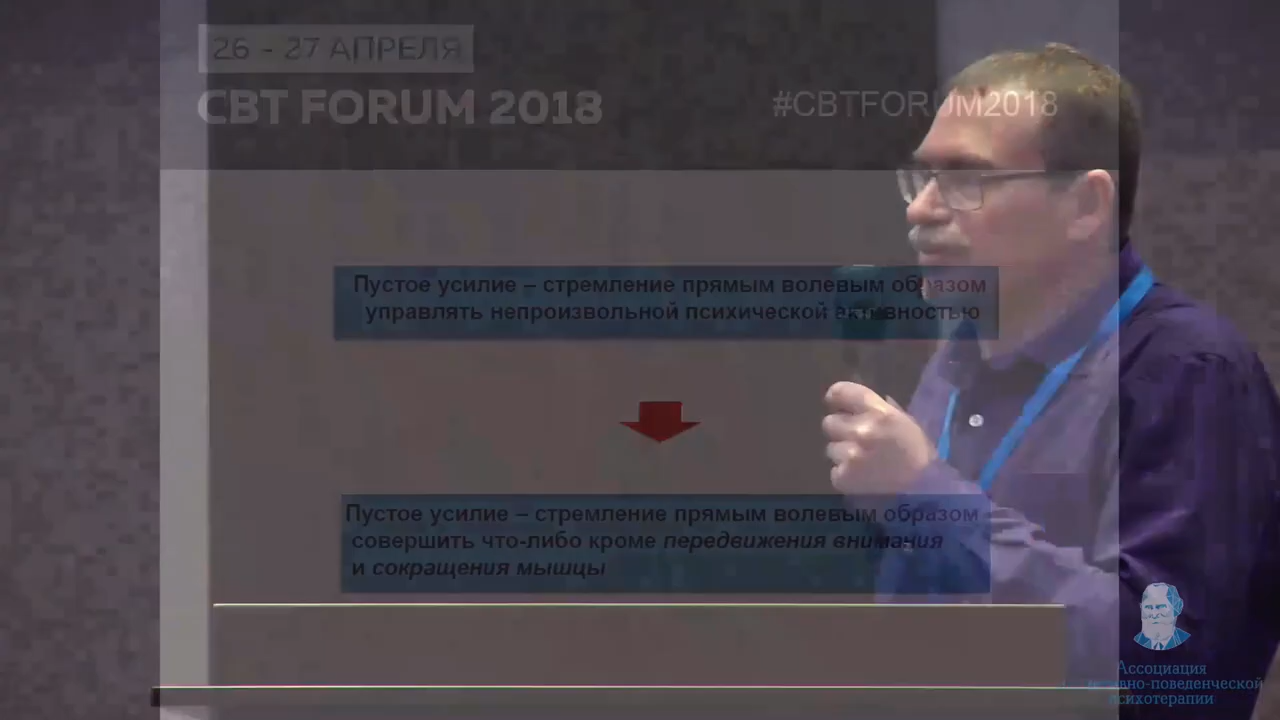 26 - 27 АПРЕЛЯ
CBT FORUM 2018
#CBTFORUM2018
Пустое усилие – стремление прямым волевым образом
управлять непроизвольной психической активностью
Пустое усилие – стремление прямым волевым образом
совершить что-либо кроме передвижения внимания
и сокращения мышцы
Ассоциация
психотерапии